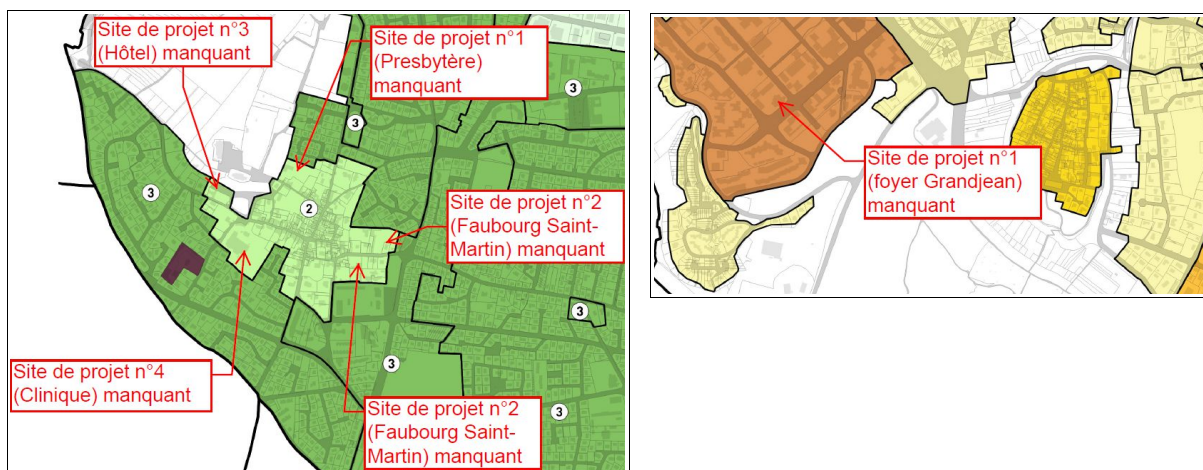 Site de projet n°3
(Hôtel) manquant
Site de projet n°1
(Presbytère)
manquant
3
3
3
2
Site de projet n°2
(Faubourg Saint-
Martin) manquant
3
3
3
Site de projet n°4
(Clinique) manquant
Site de projet n°2
(Faubourg Saint-
Martin) manquant
Site de projet n°1
(foyer Grandjean)
manquant